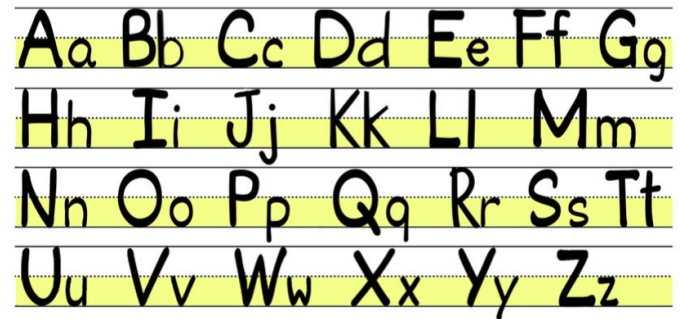 Aa Bb Cc Dd Ee Ff Gg
Hh Ii Jj Kk Ll Mm
Nn Oo Pp Qq Rr Ss Tt
Uu Vv Ww Xx Yy Zz